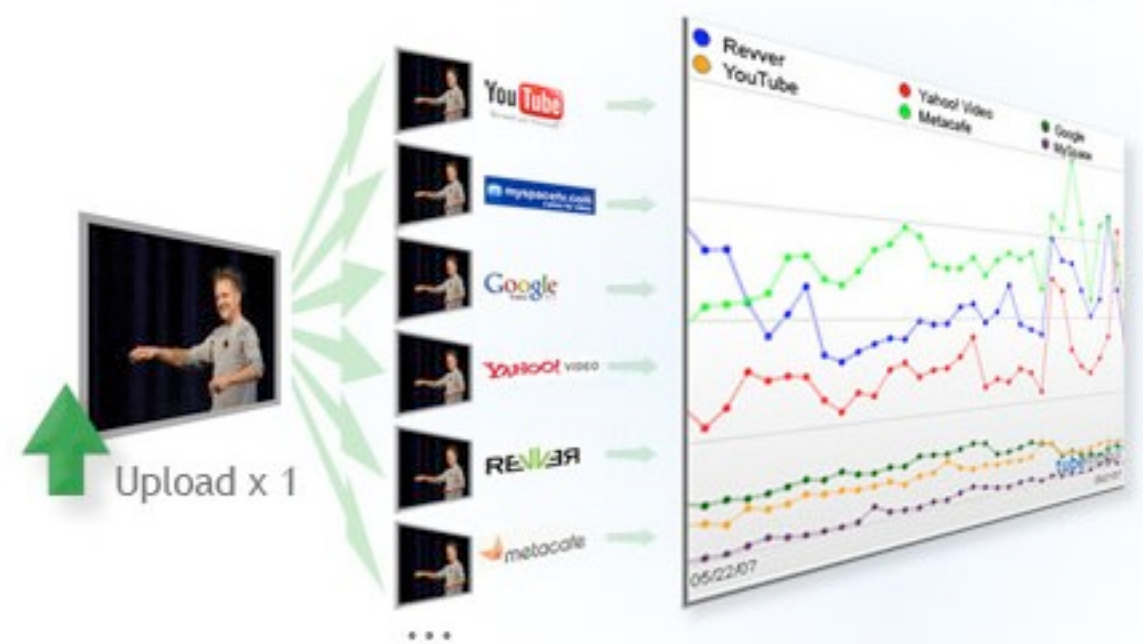 Upload x 1
YouTube
myspacetv.com
Google
YAHOO! VIDEO
REVVER
metacafe
...
Revver
YouTube
Yahoo! Video
Metacafe
Google
MySpace
05/22/07